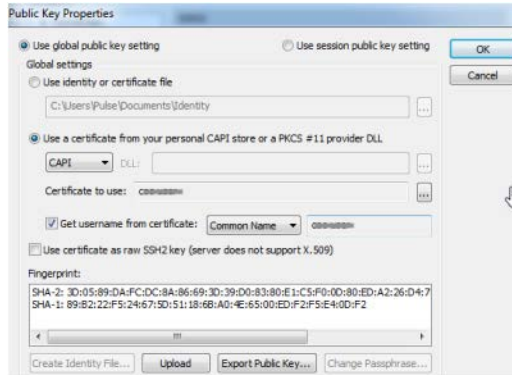 Public Key Properties
Use global public key setting
Use session public key setting
OK
Global settings
Cancel
Use identity or certificate file
C:\Users\Pulse\Documents\Identity
...
Use a certificate from your personal CAPI store or a PKCS #11 provider DLL
CAPI
DLL:
...
Certificate to use:
...
Get username from certificate:
Common Name
Use certificate as raw SSH2 key (server does not support X.509)
Fingerprint:
SHA-2: 3D:05:89:DA:FC:DC:8A:86:69:3D:39:D0:83:80:E1:C5:F0:0D:80:ED:A2:26:D4:7
SHA-1: 89:B2:22:F5:24:67:5D:51:18:6B:A0:4E:65:00:ED:F2:F5:E4:0D:F2
Create Identity File...
Upload
Export Public Key...
Change Passphrase...